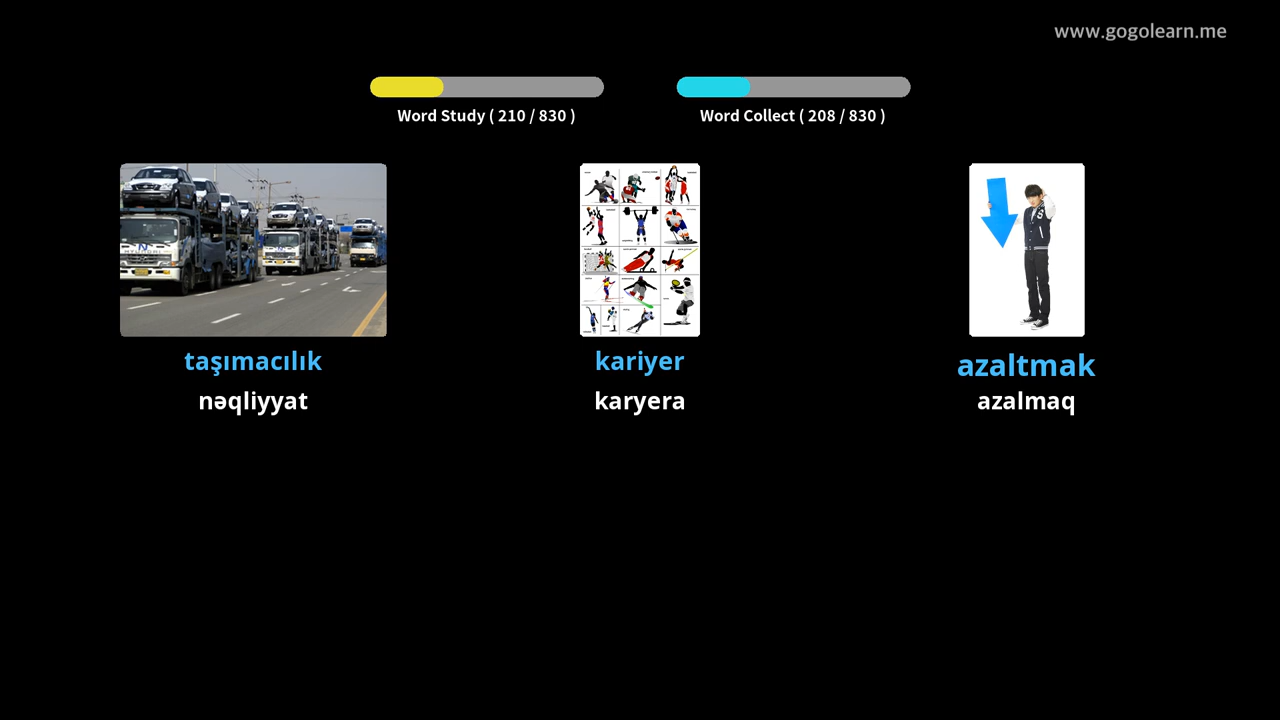 www.gogolearn.me
Word Study ( 210 / 830 )
Word Collect ( 208 / 830 )
taşımacılık
kariyer
azaltmak
nəqliyyat
karyera
azalmaq